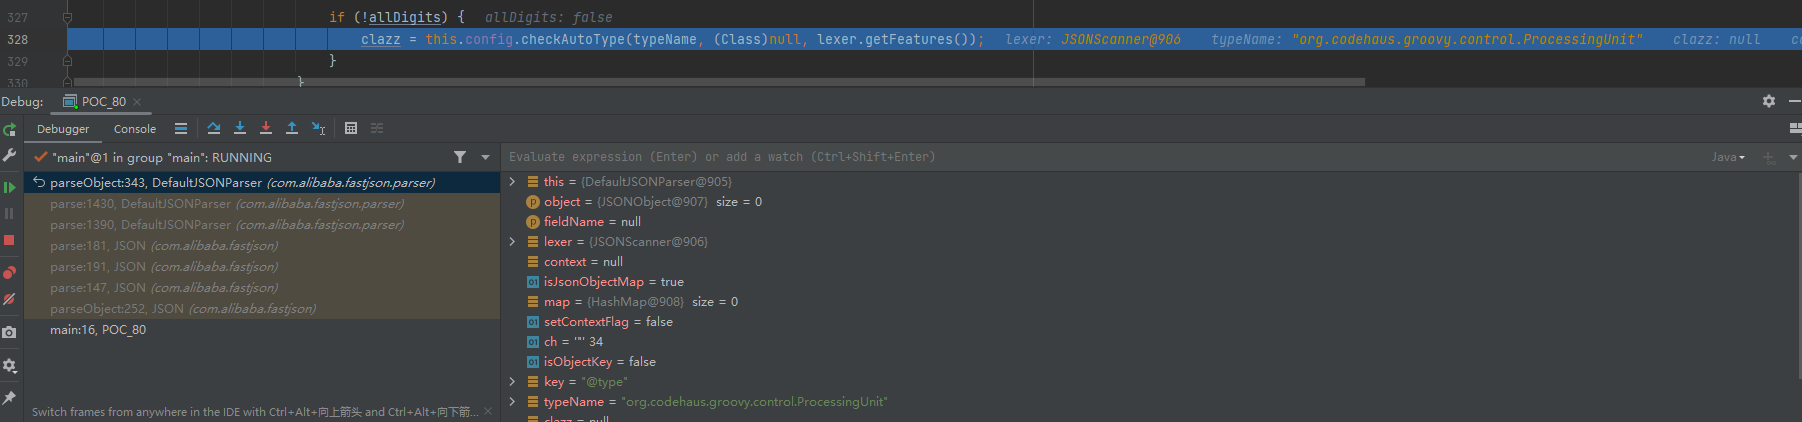 327 if (!allDigits) { allDigits: false
328 clazz = this.config.checkAutoType(typeName, (Class)null, lexer.getFeatures()); lexer: JSONScanner@906 typeName: "org.codehaus.groovy.control.ProcessingUnit" clazz: null
329 }
330 }
Debug: POC_80
Debugger Console
"main"@1 in group "main": RUNNING
Evaluate expression (Enter) or add a watch (Ctrl+Shift+Enter) Java
parseObject:343, DefaultJSONParser (com.alibaba.fastjson.parser)
parse:1430, DefaultJSONParser (com.alibaba.fastjson.parser)
parse:1390, DefaultJSONParser (com.alibaba.fastjson.parser)
parse:181, JSON (com.alibaba.fastjson)
parse:191, JSON (com.alibaba.fastjson)
parse:147, JSON (com.alibaba.fastjson)
parseObject:252, JSON (com.alibaba.fastjson)
main:16, POC_80
Switch frames from anywhere in the IDE with Ctrl+Alt+向上箭头 and Ctrl+Alt+向下箭...
this = {DefaultJSONParser@905}
object = {JSONObject@907} size = 0
fieldName = null
lexer = {JSONScanner@906}
context = null
isJsonObjectMap = true
map = {HashMap@908} size = 0
setContextFlag = false
ch = '"' 34
isObjectKey = false
key = "@type"
typeName = "org.codehaus.groovy.control.ProcessingUnit"
clazz = null